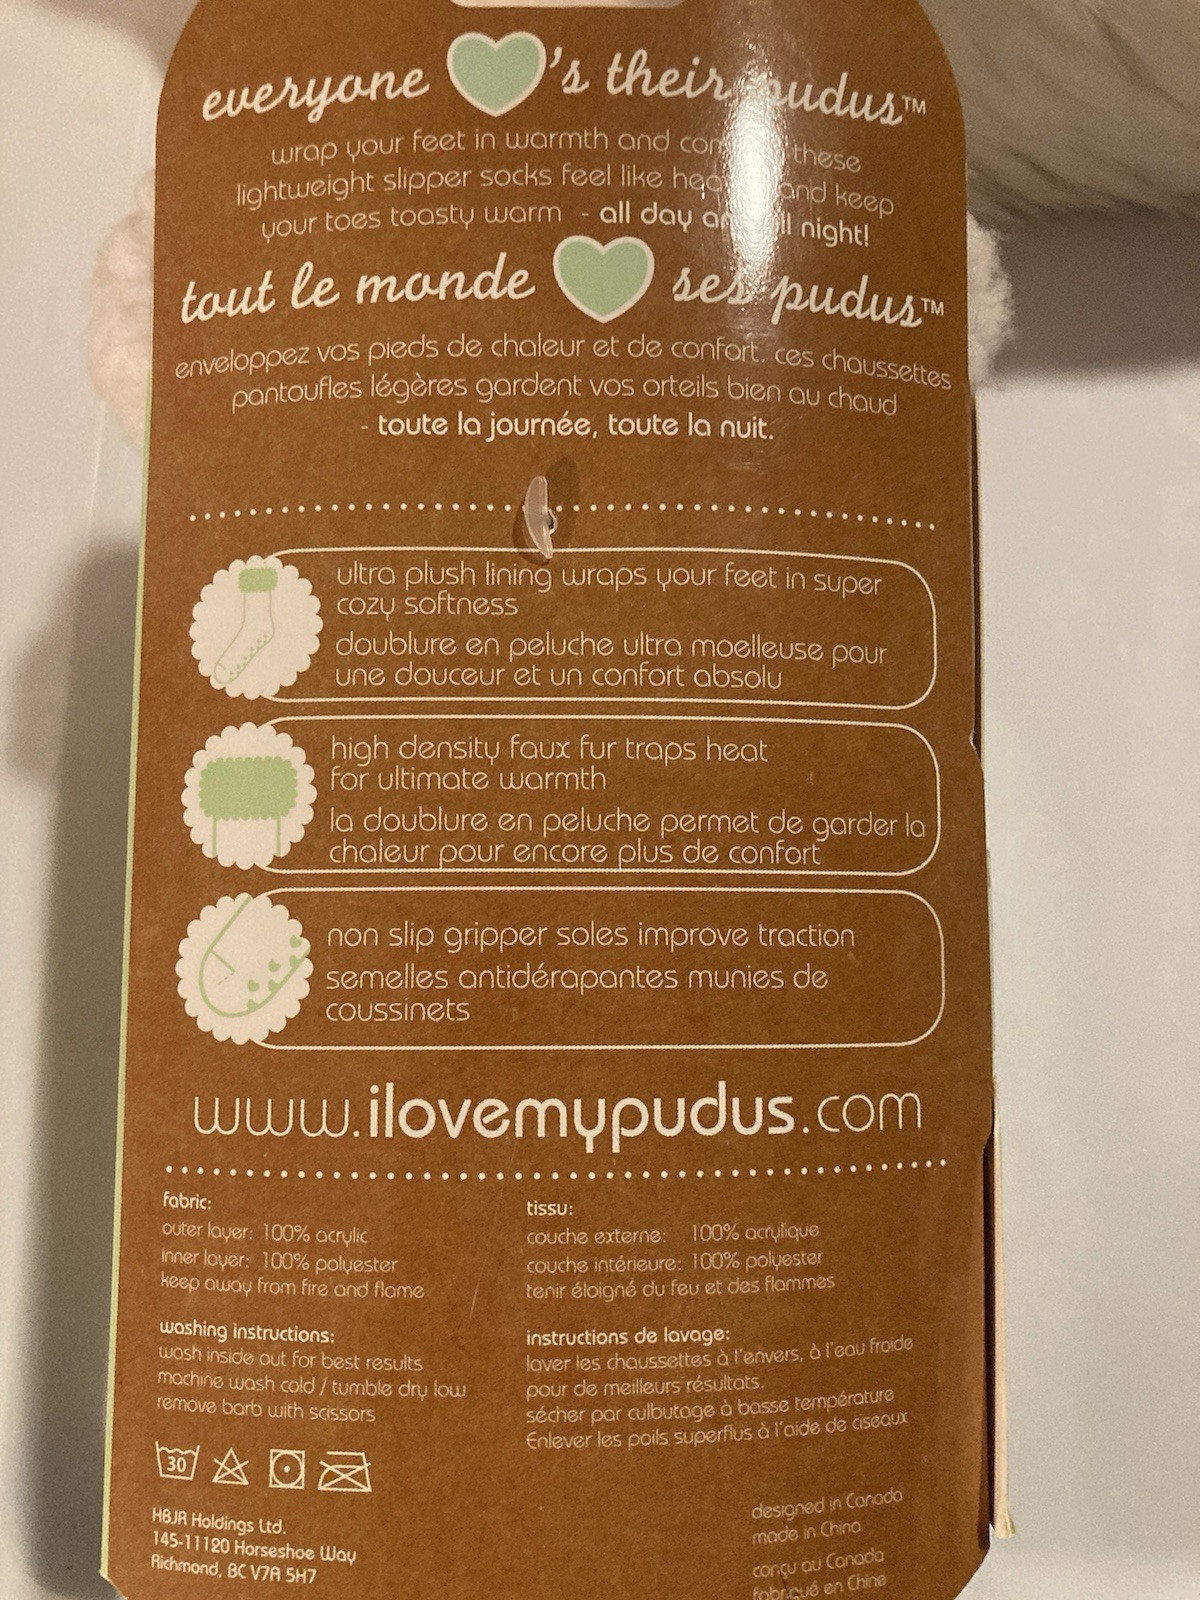 everyone 's their pudus™
wrap your feet in warmth and these
lightweight slipper socks feel like and keep
your toes toasty warm - all day night!
tout le monde ses pudus™
enveloppez vos pieds de chaleur et de confort. ces chaussettes
pantoufles légères gardent vos orteils bien au chaud
- toute la journée, toute la nuit.
ultra plush lining wraps your feet in super
cozy softness
doublure en peluche ultra moelleuse pour
une douceur et un confort absolu
high density faux fur traps heat
for ultimate warmth
la doublure en peluche permet de garder la
chaleur pour encore plus de confort
non slip gripper soles improve traction
semelles antidérapantes munies de
coussinets
www.ilovemypudus.com
fabric:
outer layer: 100% acrylic
inner layer: 100% polyester
keep away from fire and flame
washing instructions:
wash inside out for best results
machine wash cold / tumble dry low
remove barb with scissors
30
HBJR Holdings Ltd.
145-11120 Horseshoe Way
Richmond, BC V7A 5H7
tissu:
couche externe: 100% acrylique
couche intérieure: 100% polyester
tenir éloigné du feu et des flammes
instructions de lavage:
laver les chaussettes à l'envers, à l'eau froide
pour de meilleurs résultats.
sécher par culbutage à basse température
Enlever les poils superflus à l'aide de ciseaux
designed in Canada
made in China
conçu au Canada
fabriqué en Chine